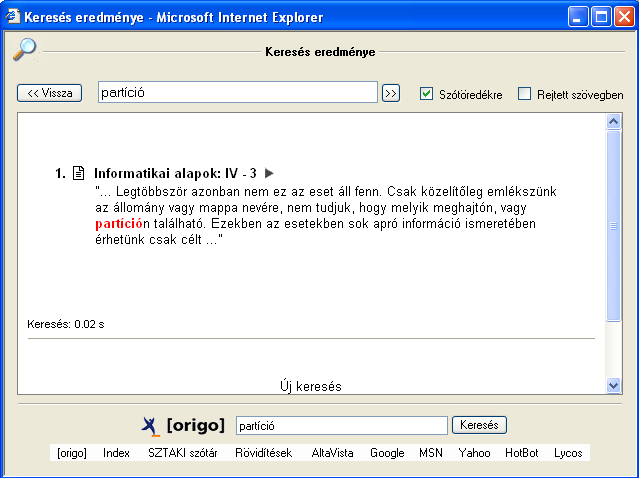 Keresés eredménye - Microsoft Internet Explorer
Keresés eredménye
<< Vissza partíció >> Szótöredékre Rejtett szövegben
1. Informatikai alapok: IV - 3
"... Legtöbbször azonban nem ez az eset áll fenn. Csak közelítőleg emlékszünk
az állomány vagy mappa nevére, nem tudjuk, hogy melyik meghajtón, vagy
partíción található. Ezekben az esetekben sok apró információ ismeretében
érhetünk csak célt ..."
Keresés: 0.02 s
Új keresés
[origo] partíció Keresés
[origo] Index SZTAKI szótár Rövidítések AltaVista Google MSN Yahoo HotBot Lycos